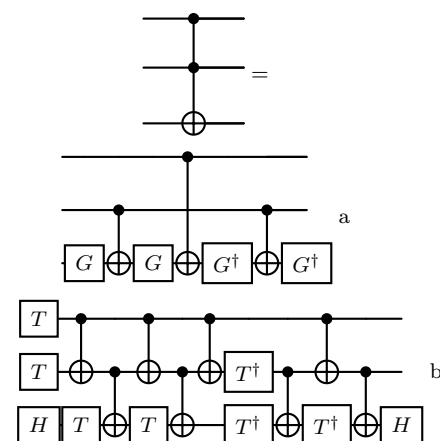 =
a
G G G† G†
T
T T† b
H T T T† T† H